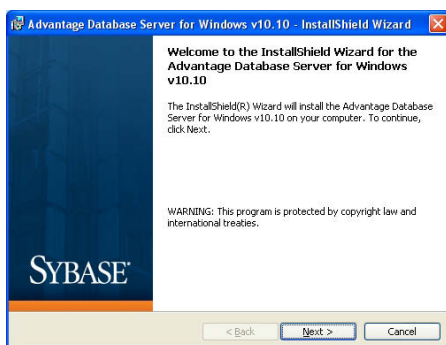 Advantage Database Server for Windows v10.10 - InstallShield Wizard
Welcome to the InstallShield Wizard for the
Advantage Database Server for Windows
v10.10
The InstallShield(R) Wizard will install the Advantage Database
Server for Windows v10.10 on your computer. To continue,
click Next.
WARNING: This program is protected by copyright law and
international treaties.
SYBASE
< Back
Next >
Cancel